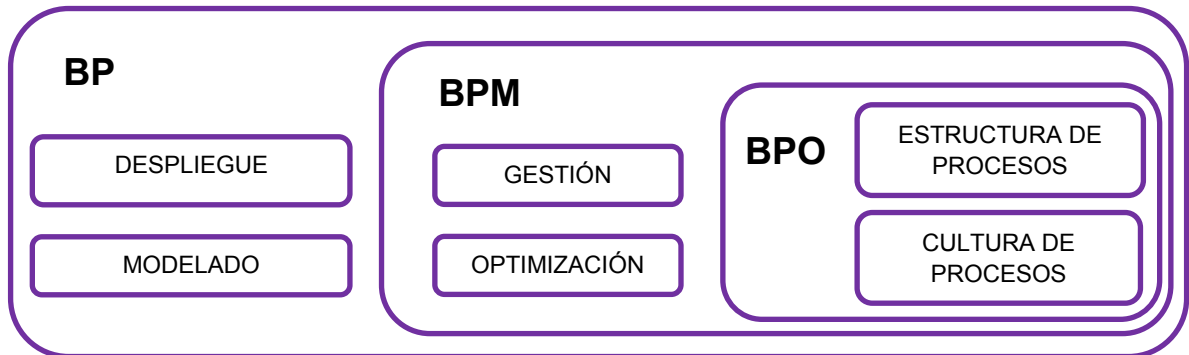 BP
DESPLIEGUE
MODELADO
BPM
GESTIÓN
OPTIMIZACIÓN
BPO
ESTRUCTURA DE
PROCESOS
CULTURA DE
PROCESOS